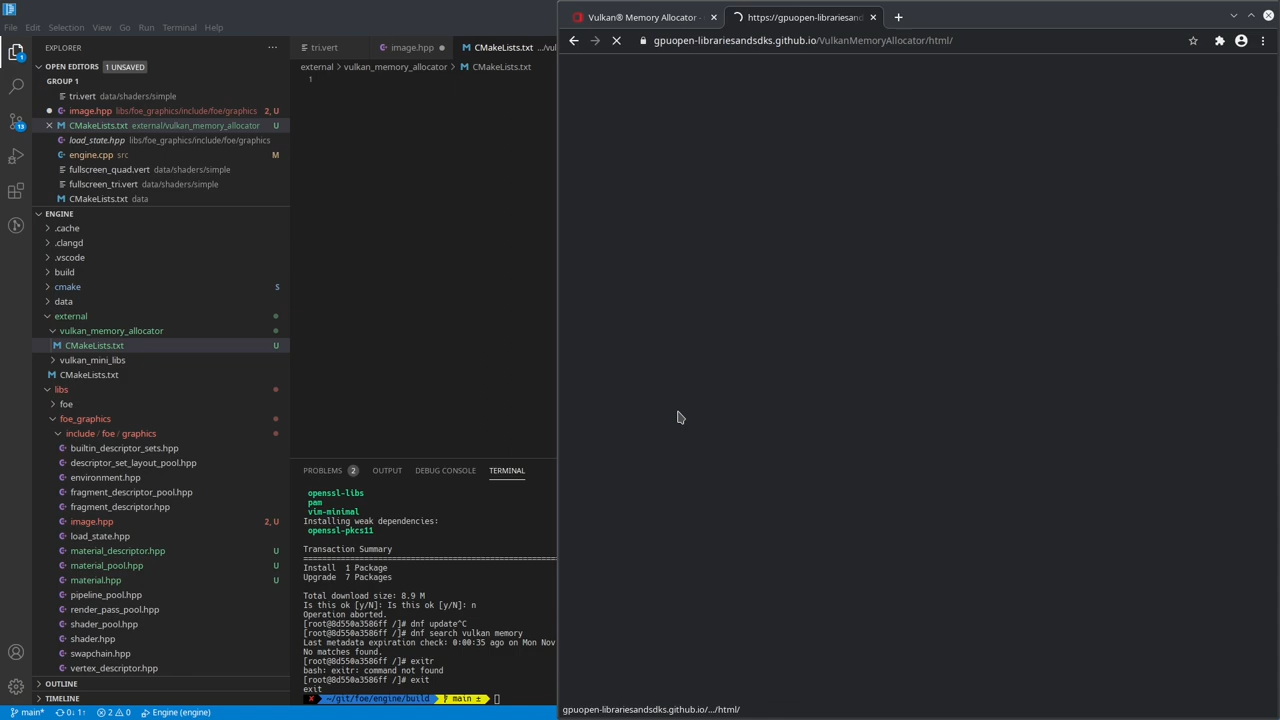 File Edit Selection View Go Run Terminal Help
EXPLORER
OPEN EDITORS 1 UNSAVED
GROUP 1
tri.vert data/shaders/simple
image.hpp libs/foe_graphics/include/foe/graphics 2, U
CMakeLists.txt external/vulkan_memory_allocator U
load_state.hpp libs/foe_graphics/include/foe/graphics
engine.cpp src M
fullscreen_quad.vert data/shaders/simple
fullscreen_tri.vert data/shaders/simple
CMakeLists.txt data
ENGINE
.cache
.clangd
.vscode
build
cmake S
data
external
vulkan_memory_allocator
CMakeLists.txt U
vulkan_mini_libs
CMakeLists.txt
libs
foe
foe_graphics
include / foe / graphics
builtin_descriptor_sets.hpp
descriptor_set_layout_pool.hpp
environment.hpp
fragment_descriptor_pool.hpp
fragment_descriptor.hpp
image.hpp 2, U
load_state.hpp
material_descriptor.hpp U
material_pool.hpp U
material.hpp U
pipeline_pool.hpp
render_pass_pool.hpp
shader_pool.hpp
shader.hpp
swapchain.hpp
vertex_descriptor.hpp
OUTLINE
TIMELINE
1
13
tri.vert image.hpp CMakeLists.txt .../vul
external > vulkan_memory_allocator > CMakeLists.txt
1
PROBLEMS 2 OUTPUT DEBUG CONSOLE TERMINAL
openssl-libs
pam
vim-minimal
Installing weak dependencies:
openssl-pkcs11
Transaction Summary
================================================
Install 1 Package
Upgrade 7 Packages
Total download size: 8.9 M
Is this ok [y/N]: Is this ok [y/N]: n
Operation aborted.
[root@8d550a3586ff /]# dnf update^C
[root@8d550a3586ff /]# dnf search vulkan memory
Last metadata expiration check: 0:00:35 ago on Mon Nov
No matches found.
[root@8d550a3586ff /]# exitr
bash: exitr: command not found
[root@8d550a3586ff /]# exit
exit
~/git/foe/engine/build main ±
main* 0↓ 1↑ 2 0 Engine (engine)
Vulkan® Memory Allocator - https://gpuopen-librariesand
gpuopen-librariesandsdks.github.io/VulkanMemoryAllocator/html/
gpuopen-librariesandsdks.github.io/.../html/